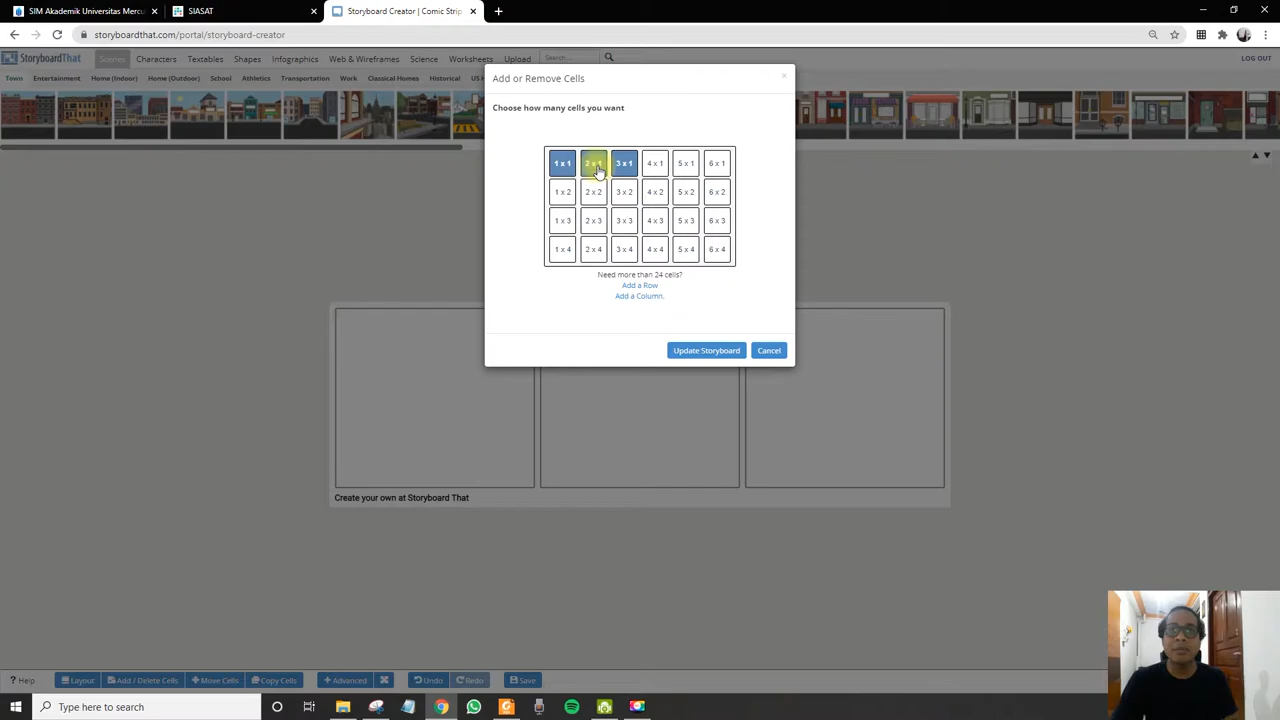 SIM Akademik Universitas Mercu
SIASAT
Storyboard Creator | Comic Strip
storyboardthat.com/portal/storyboard-creator
StoryboardThat
Scenes
Characters
Textables
Shapes
Infographics
Web & Wireframes
Science
Worksheets
Upload
Search...
LOG OUT
Town
Entertainment
Home (Indoor)
Home (Outdoor)
School
Athletics
Transportation
Work
Classical Homes
Historical
US H
Add or Remove Cells
Choose how many cells you want
1 x 1 2 x 1 3 x 1 4 x 1 5 x 1 6 x 1
1 x 2 2 x 2 3 x 2 4 x 2 5 x 2 6 x 2
1 x 3 2 x 3 3 x 3 4 x 3 5 x 3 6 x 3
1 x 4 2 x 4 3 x 4 4 x 4 5 x 4 6 x 4
Need more than 24 cells?
Add a Row
Add a Column.
Update Storyboard
Cancel
Create your own at Storyboard That
? Help
Layout
Add / Delete Cells
Move Cells
Copy Cells
Advanced
Undo
Redo
Save
Type here to search